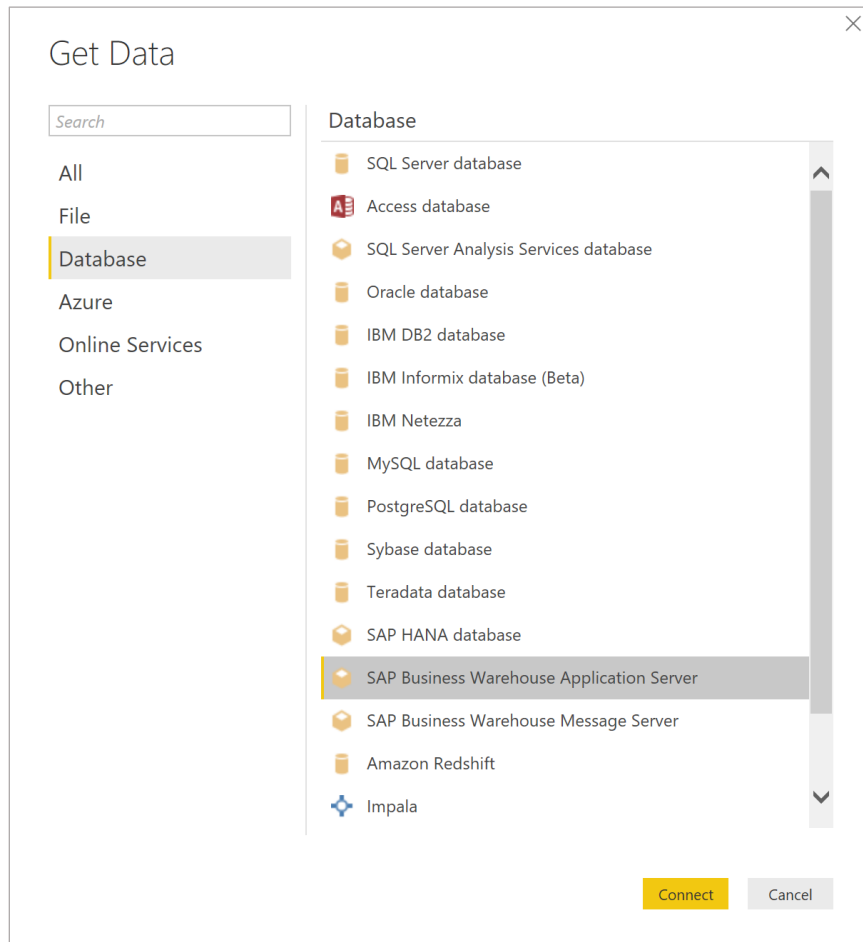 Get Data
Search
All
File
Database
Azure
Online Services
Other
Database
SQL Server database
Access database
SQL Server Analysis Services database
Oracle database
IBM DB2 database
IBM Informix database (Beta)
IBM Netezza
MySQL database
PostgreSQL database
Sybase database
Teradata database
SAP HANA database
SAP Business Warehouse Application Server
SAP Business Warehouse Message Server
Amazon Redshift
Impala
Connect
Cancel